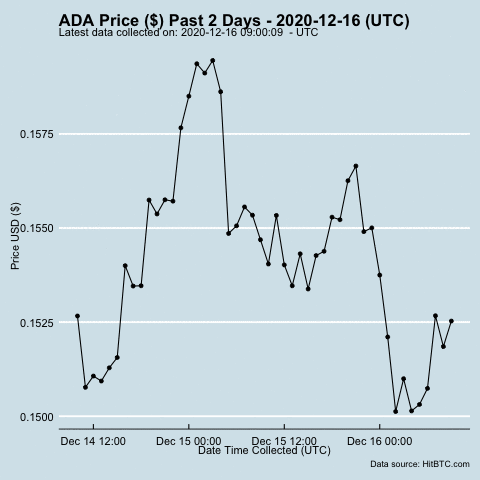 ADA Price ($) Past 2 Days - 2020-12-16 (UTC)
Latest data collected on: 2020-12-16 09:00:09 - UTC
0.1575
0.1550
0.1525
0.1500
Price USD ($)
Dec 14 12:00 Dec 15 00:00 Dec 15 12:00 Dec 16 00:00
Date Time Collected (UTC)
Data source: HitBTC.com